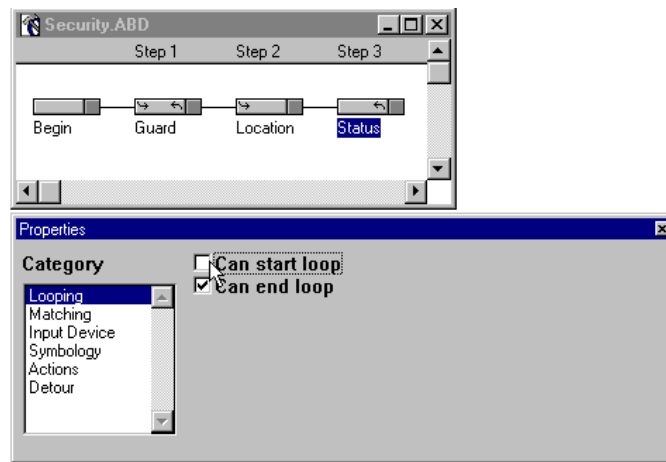 Security.ABD
Step 1 Step 2 Step 3
Begin Guard Location Status
Properties
Category
Can start loop
Can end loop
Looping
Matching
Input Device
Symbology
Actions
Detour